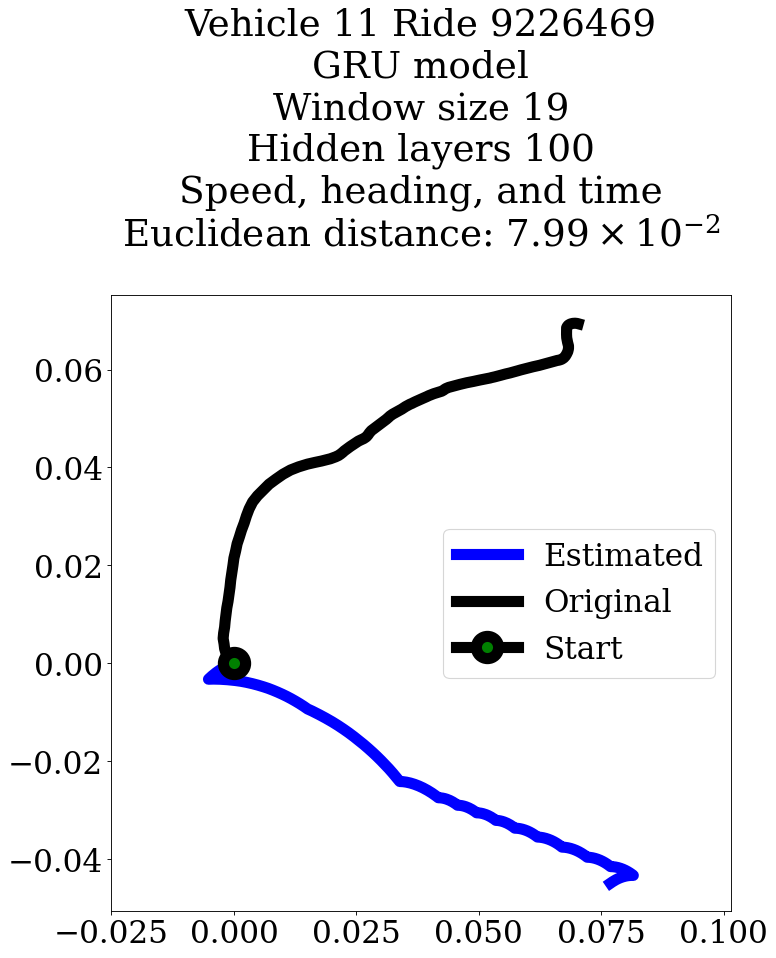 Vehicle 11 Ride 9226469
GRU model
Window size 19
Hidden layers 100
Speed, heading, and time
Euclidean distance: 7.99 × 10⁻²
0.06
0.04
0.02
0.00
−0.02
−0.04
Estimated
Original
Start
−0.025 0.000 0.025 0.050 0.075 0.100